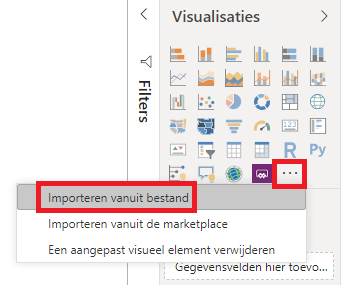 Visualisaties
Filters
R Py
Importeren vanuit bestand
Importeren vanuit de marketplace
Een aangepast visueel element verwijderen
Gegevensvelden hier toevo...